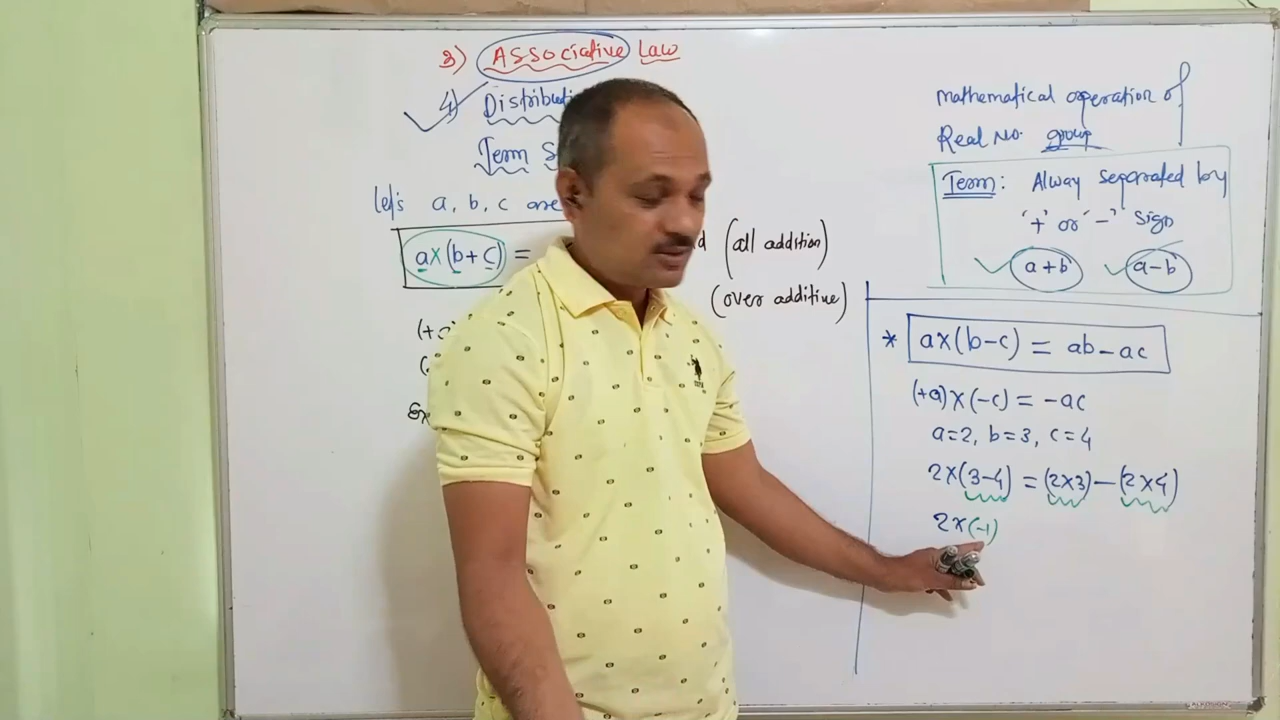 3) Associative Law
4)
Term
let's a, b, c are
a×(b+c) =
(all addition)
(over additive)
mathematical operation of
Real No. group
Term: Alway separated by
'+' or '-' Sign
a+b a-b
* a×(b-c) = ab-ac
(+a)×(-c) = -ac
a=2, b=3, c=4
2×(3-4) = (2×3)-(2×4)
2×(-1)